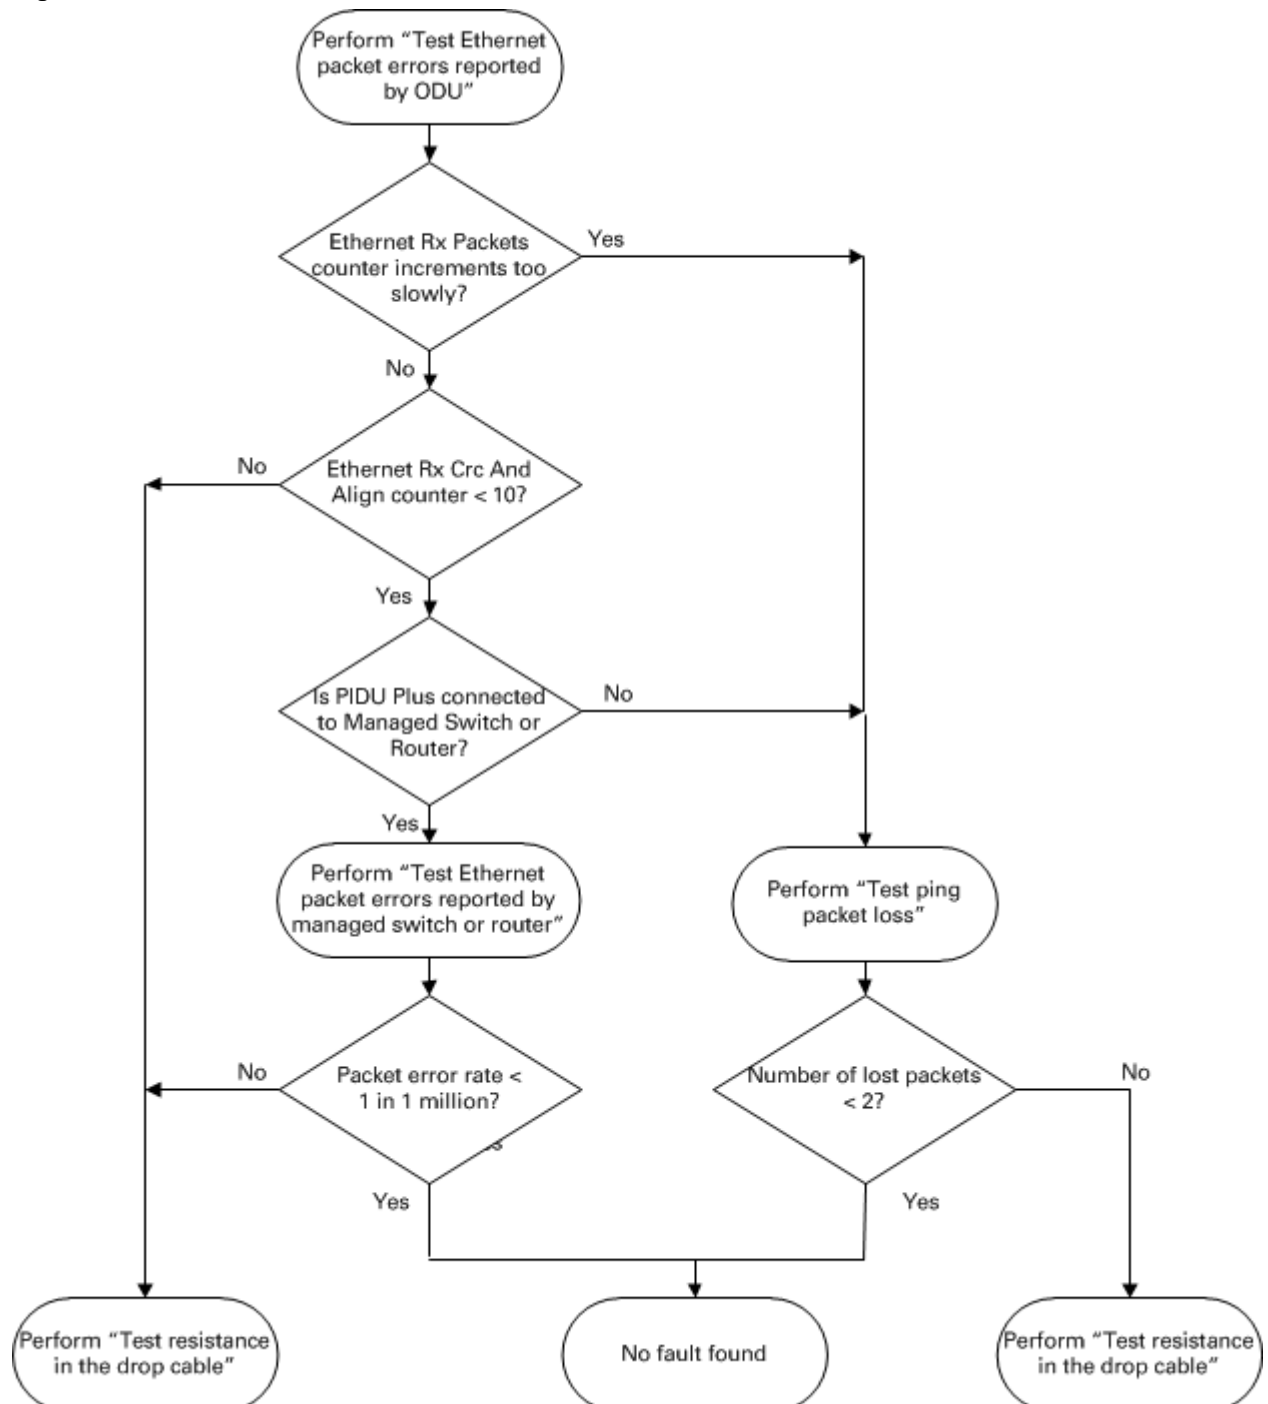 Perform “Test Ethernet
packet errors reported
by ODU”
Ethernet Rx Packets
counter increments too
slowly?
Yes
No
Ethernet Rx Crc And
Align counter < 10?
No
Yes
Is PIDU Plus connected
to Managed Switch or
Router?
No
Yes
Perform “Test Ethernet
packet errors reported by
managed switch or router”
Perform “Test ping
packet loss”
No
Packet error rate <
1 in 1 million?
Number of lost packets
< 2?
No
Yes
Yes
Perform “Test resistance
in the drop cable”
No fault found
Perform “Test resistance
in the drop cable”